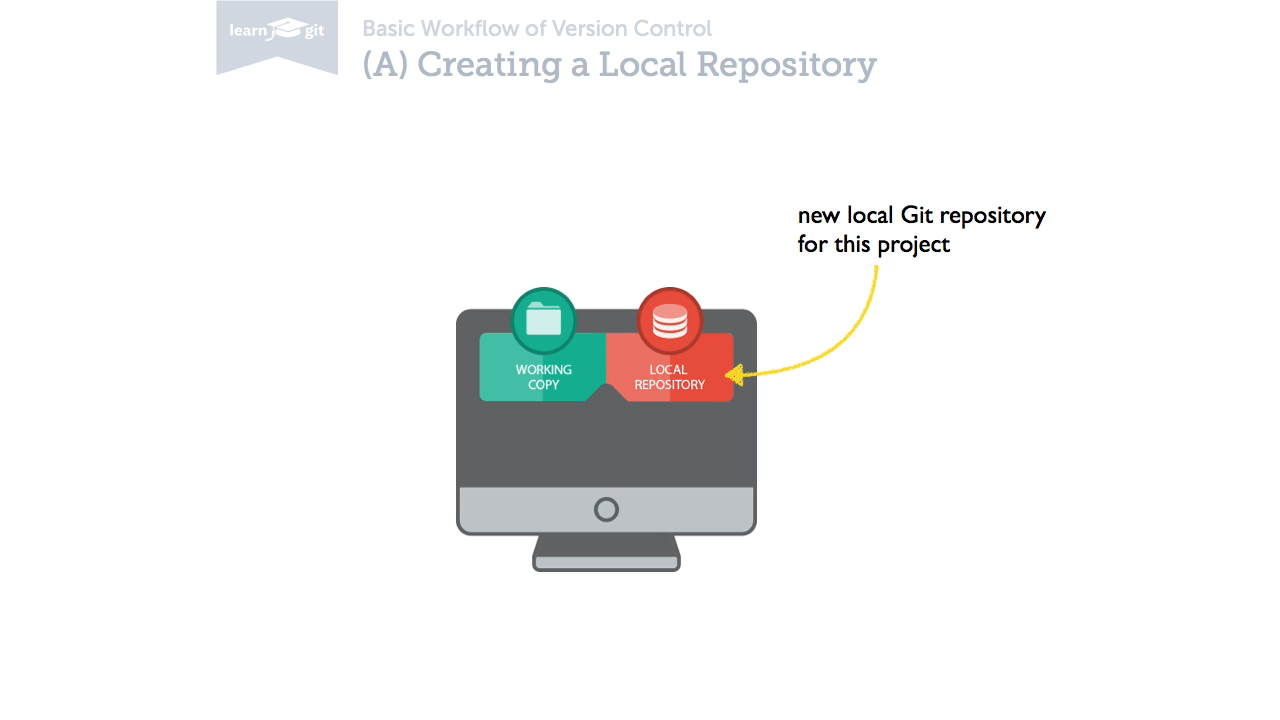 learn git
Basic Workflow of Version Control
(A) Creating a Local Repository
new local Git repository
for this project
WORKING
COPY
LOCAL
REPOSITORY